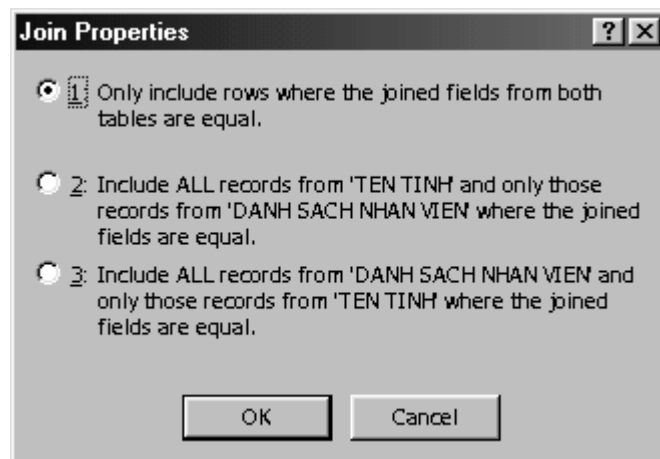 Join Properties
1: Only include rows where the joined fields from both
tables are equal.
2: Include ALL records from 'TEN TINH' and only those
records from 'DANH SACH NHAN VIEN' where the joined
fields are equal.
3: Include ALL records from 'DANH SACH NHAN VIEN' and
only those records from 'TEN TINH' where the joined
fields are equal.
OK
Cancel